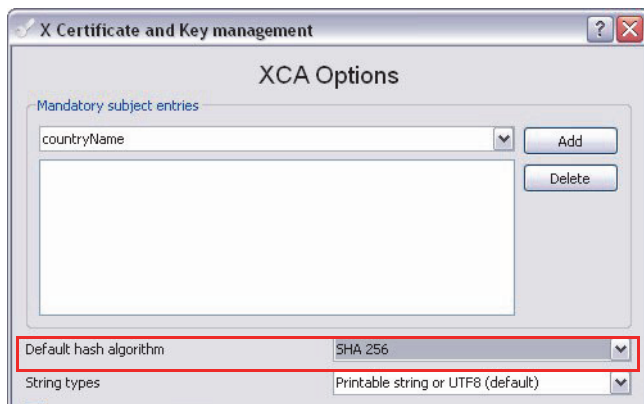 X Certificate and Key management
XCA Options
Mandatory subject entries
countryName
Add
Delete
Default hash algorithm
SHA 256
String types
Printable string or UTF8 (default)